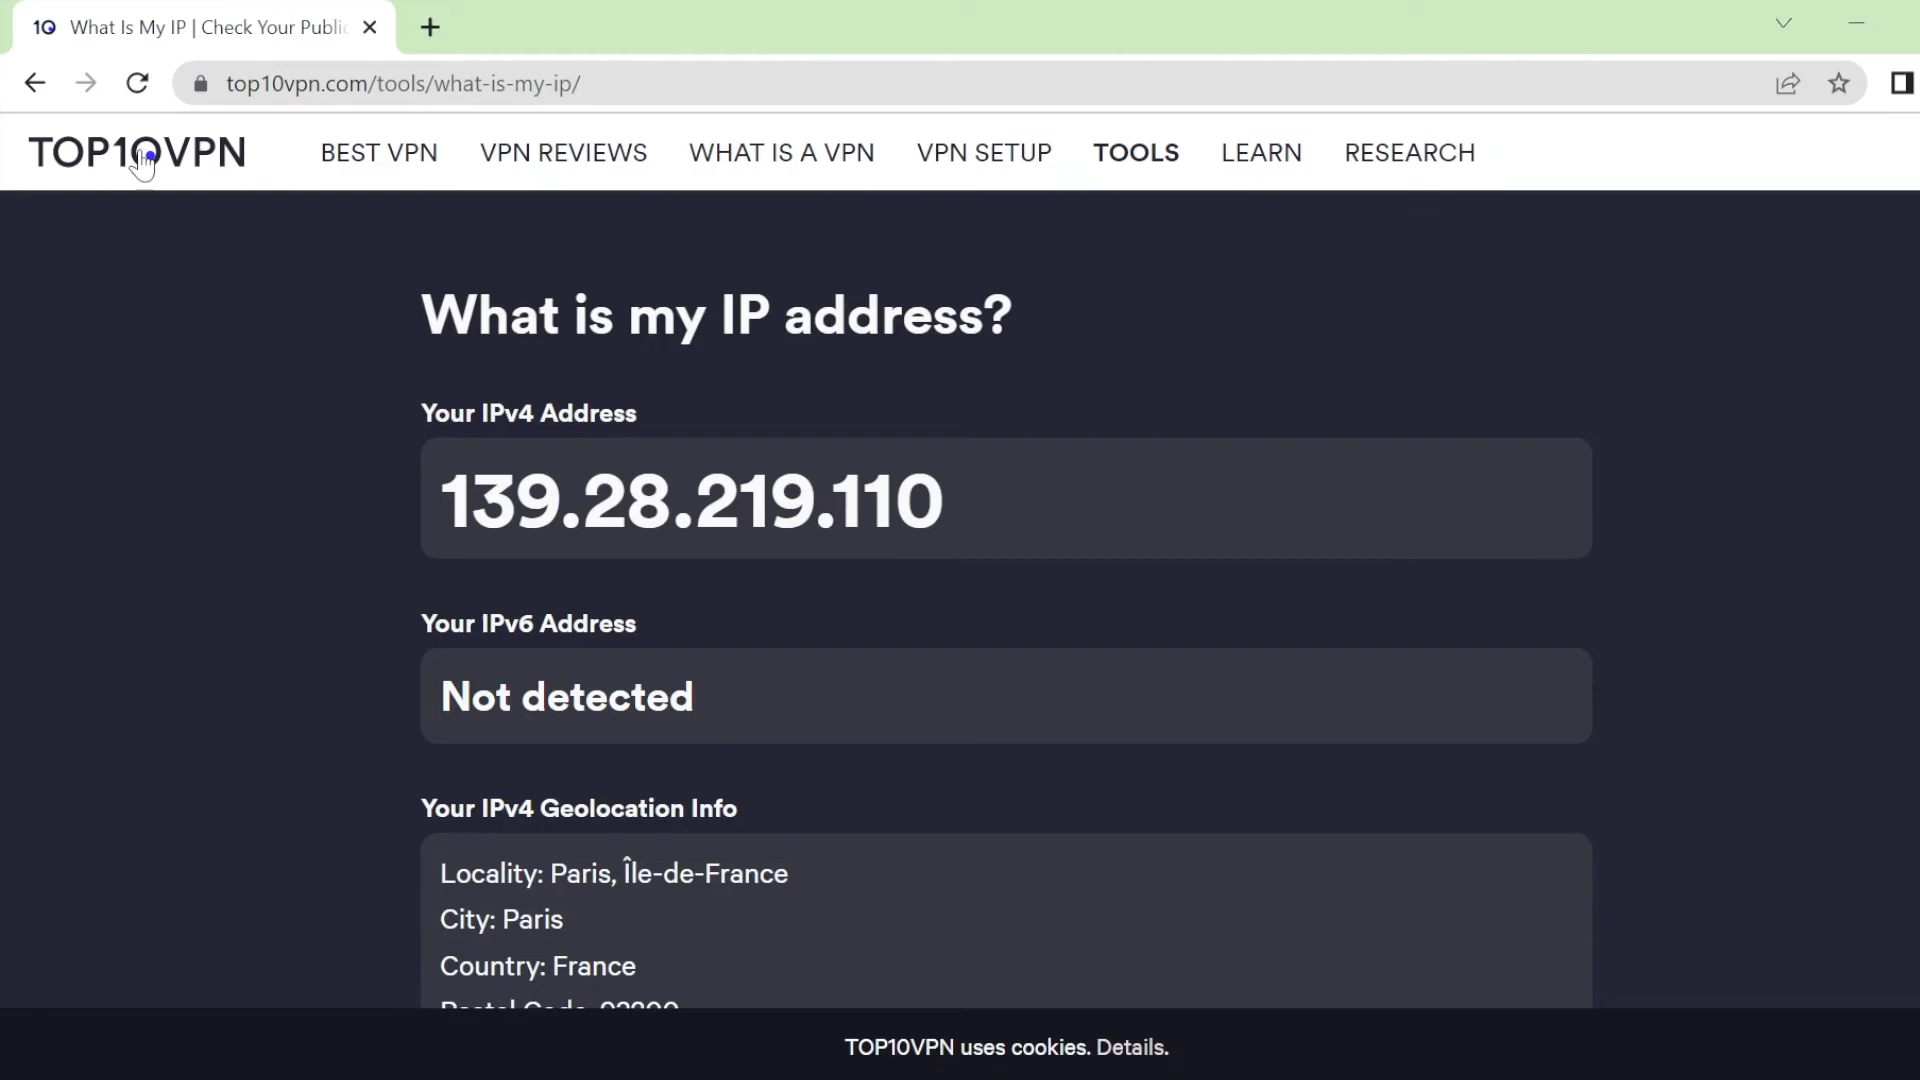 10 What Is My IP | Check Your Public
top10vpn.com/tools/what-is-my-ip/
TOP10VPN BEST VPN VPN REVIEWS WHAT IS A VPN VPN SETUP TOOLS LEARN RESEARCH
What is my IP address?
Your IPv4 Address
139.28.219.110
Your IPv6 Address
Not detected
Your IPv4 Geolocation Info
Locality: Paris, Île-de-France
City: Paris
Country: France
Postal Code:
TOP10VPN uses cookies. Details.